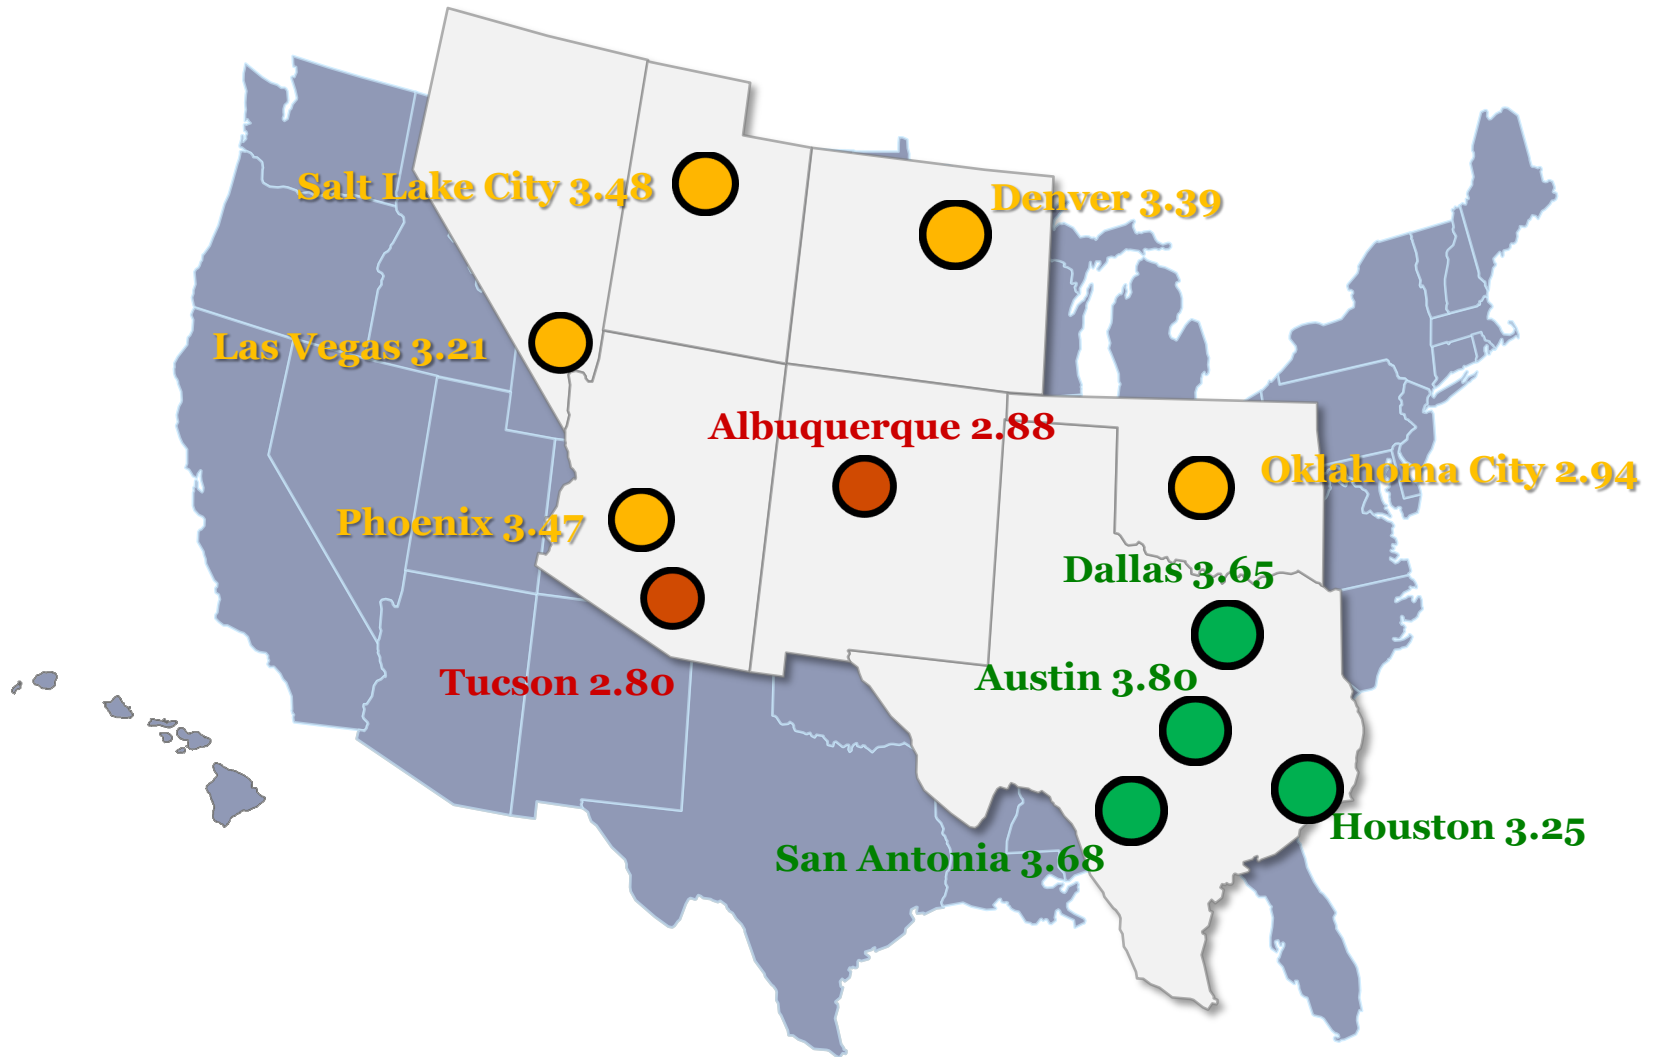 Salt Lake City 3.48
Denver 3.39
Las Vegas 3.21
Albuquerque 2.88
Oklahoma City 2.94
Phoenix 3.47
Dallas 3.65
Austin 3.80
Tucson 2.80
Houston 3.25
San Antonia 3.68